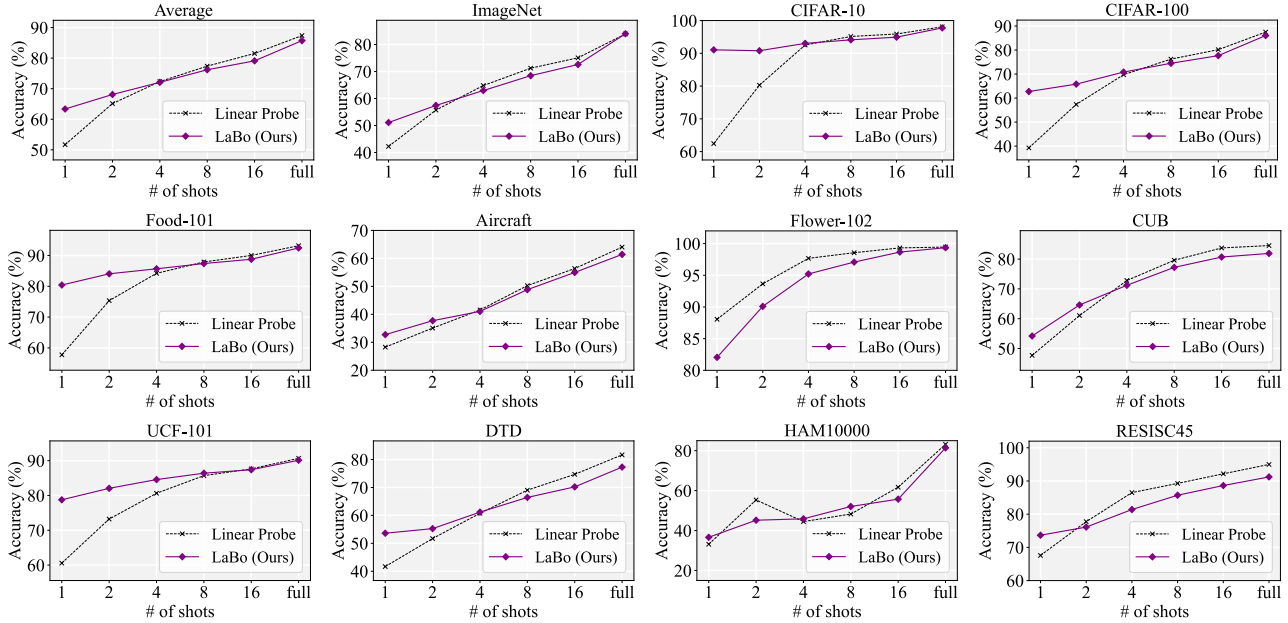 Average
Accuracy (%)
90
80
70
60
50
Linear Probe
LaBo (Ours)
1 2 4 8 16 full
# of shots
ImageNet
Accuracy (%)
80
70
60
50
40
Linear Probe
LaBo (Ours)
1 2 4 8 16 full
# of shots
CIFAR-10
Accuracy (%)
100
90
80
70
60
Linear Probe
LaBo (Ours)
1 2 4 8 16 full
# of shots
CIFAR-100
Accuracy (%)
90
80
70
60
50
40
Linear Probe
LaBo (Ours)
1 2 4 8 16 full
# of shots
Food-101
Accuracy (%)
90
80
70
60
Linear Probe
LaBo (Ours)
1 2 4 8 16 full
# of shots
Aircraft
Accuracy (%)
70
60
50
40
30
20
Linear Probe
LaBo (Ours)
1 2 4 8 16 full
# of shots
Flower-102
Accuracy (%)
100
95
90
85
80
Linear Probe
LaBo (Ours)
1 2 4 8 16 full
# of shots
CUB
Accuracy (%)
80
70
60
50
Linear Probe
LaBo (Ours)
1 2 4 8 16 full
# of shots
UCF-101
Accuracy (%)
90
80
70
60
Linear Probe
LaBo (Ours)
1 2 4 8 16 full
# of shots
DTD
Accuracy (%)
80
70
60
50
40
Linear Probe
LaBo (Ours)
1 2 4 8 16 full
# of shots
HAM10000
Accuracy (%)
80
60
40
20
Linear Probe
LaBo (Ours)
1 2 4 8 16 full
# of shots
RESISC45
Accuracy (%)
100
90
80
70
60
Linear Probe
LaBo (Ours)
1 2 4 8 16 full
# of shots